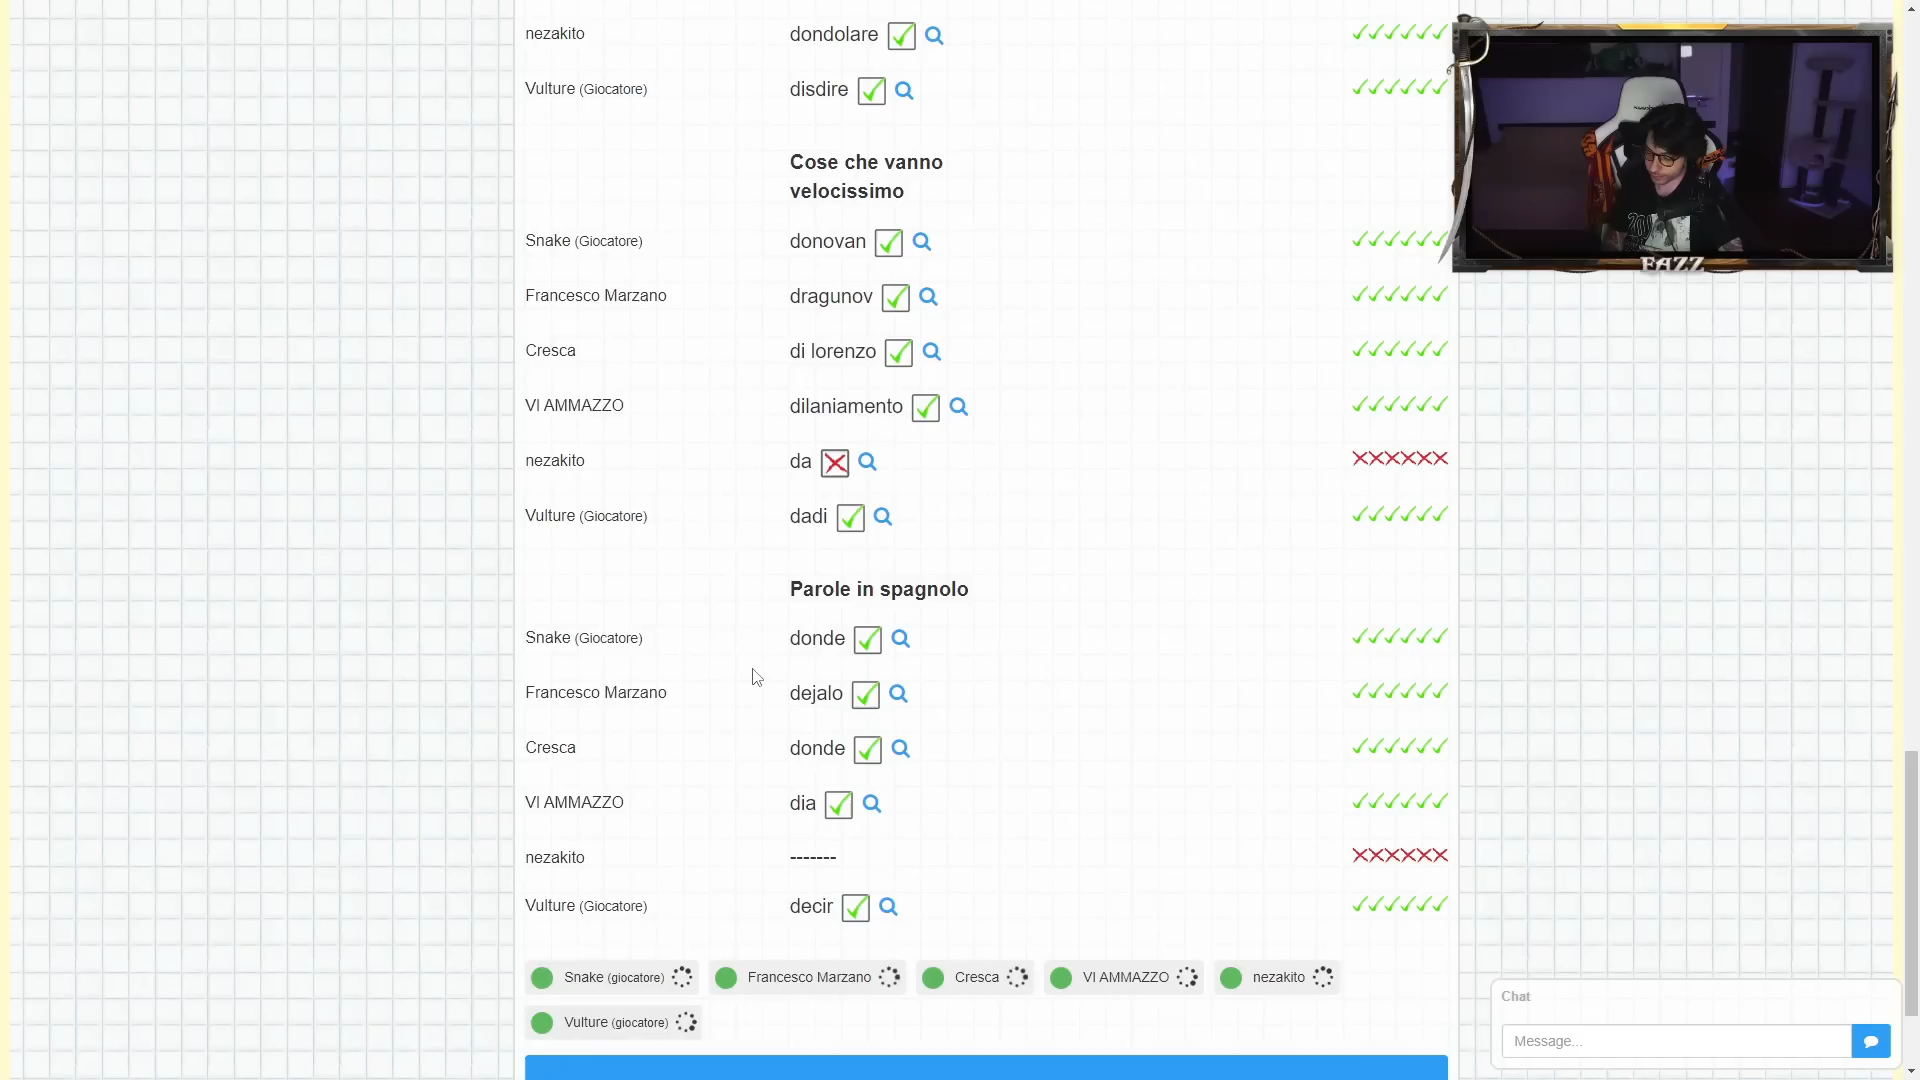 nezakito dondolare
Vulture (Giocatore) disdire
Cose che vanno
velocissimo
Snake (Giocatore) donovan
Francesco Marzano dragunov
Cresca di lorenzo
VI AMMAZZO dilaniamento
nezakito da
Vulture (Giocatore) dadi
Parole in spagnolo
Snake (Giocatore) donde
Francesco Marzano dejalo
Cresca donde
VI AMMAZZO dia
nezakito -------
Vulture (Giocatore) decir
Snake (giocatore) Francesco Marzano Cresca VI AMMAZZO nezakito
Vulture (giocatore)
FAZZ
Chat
Message...